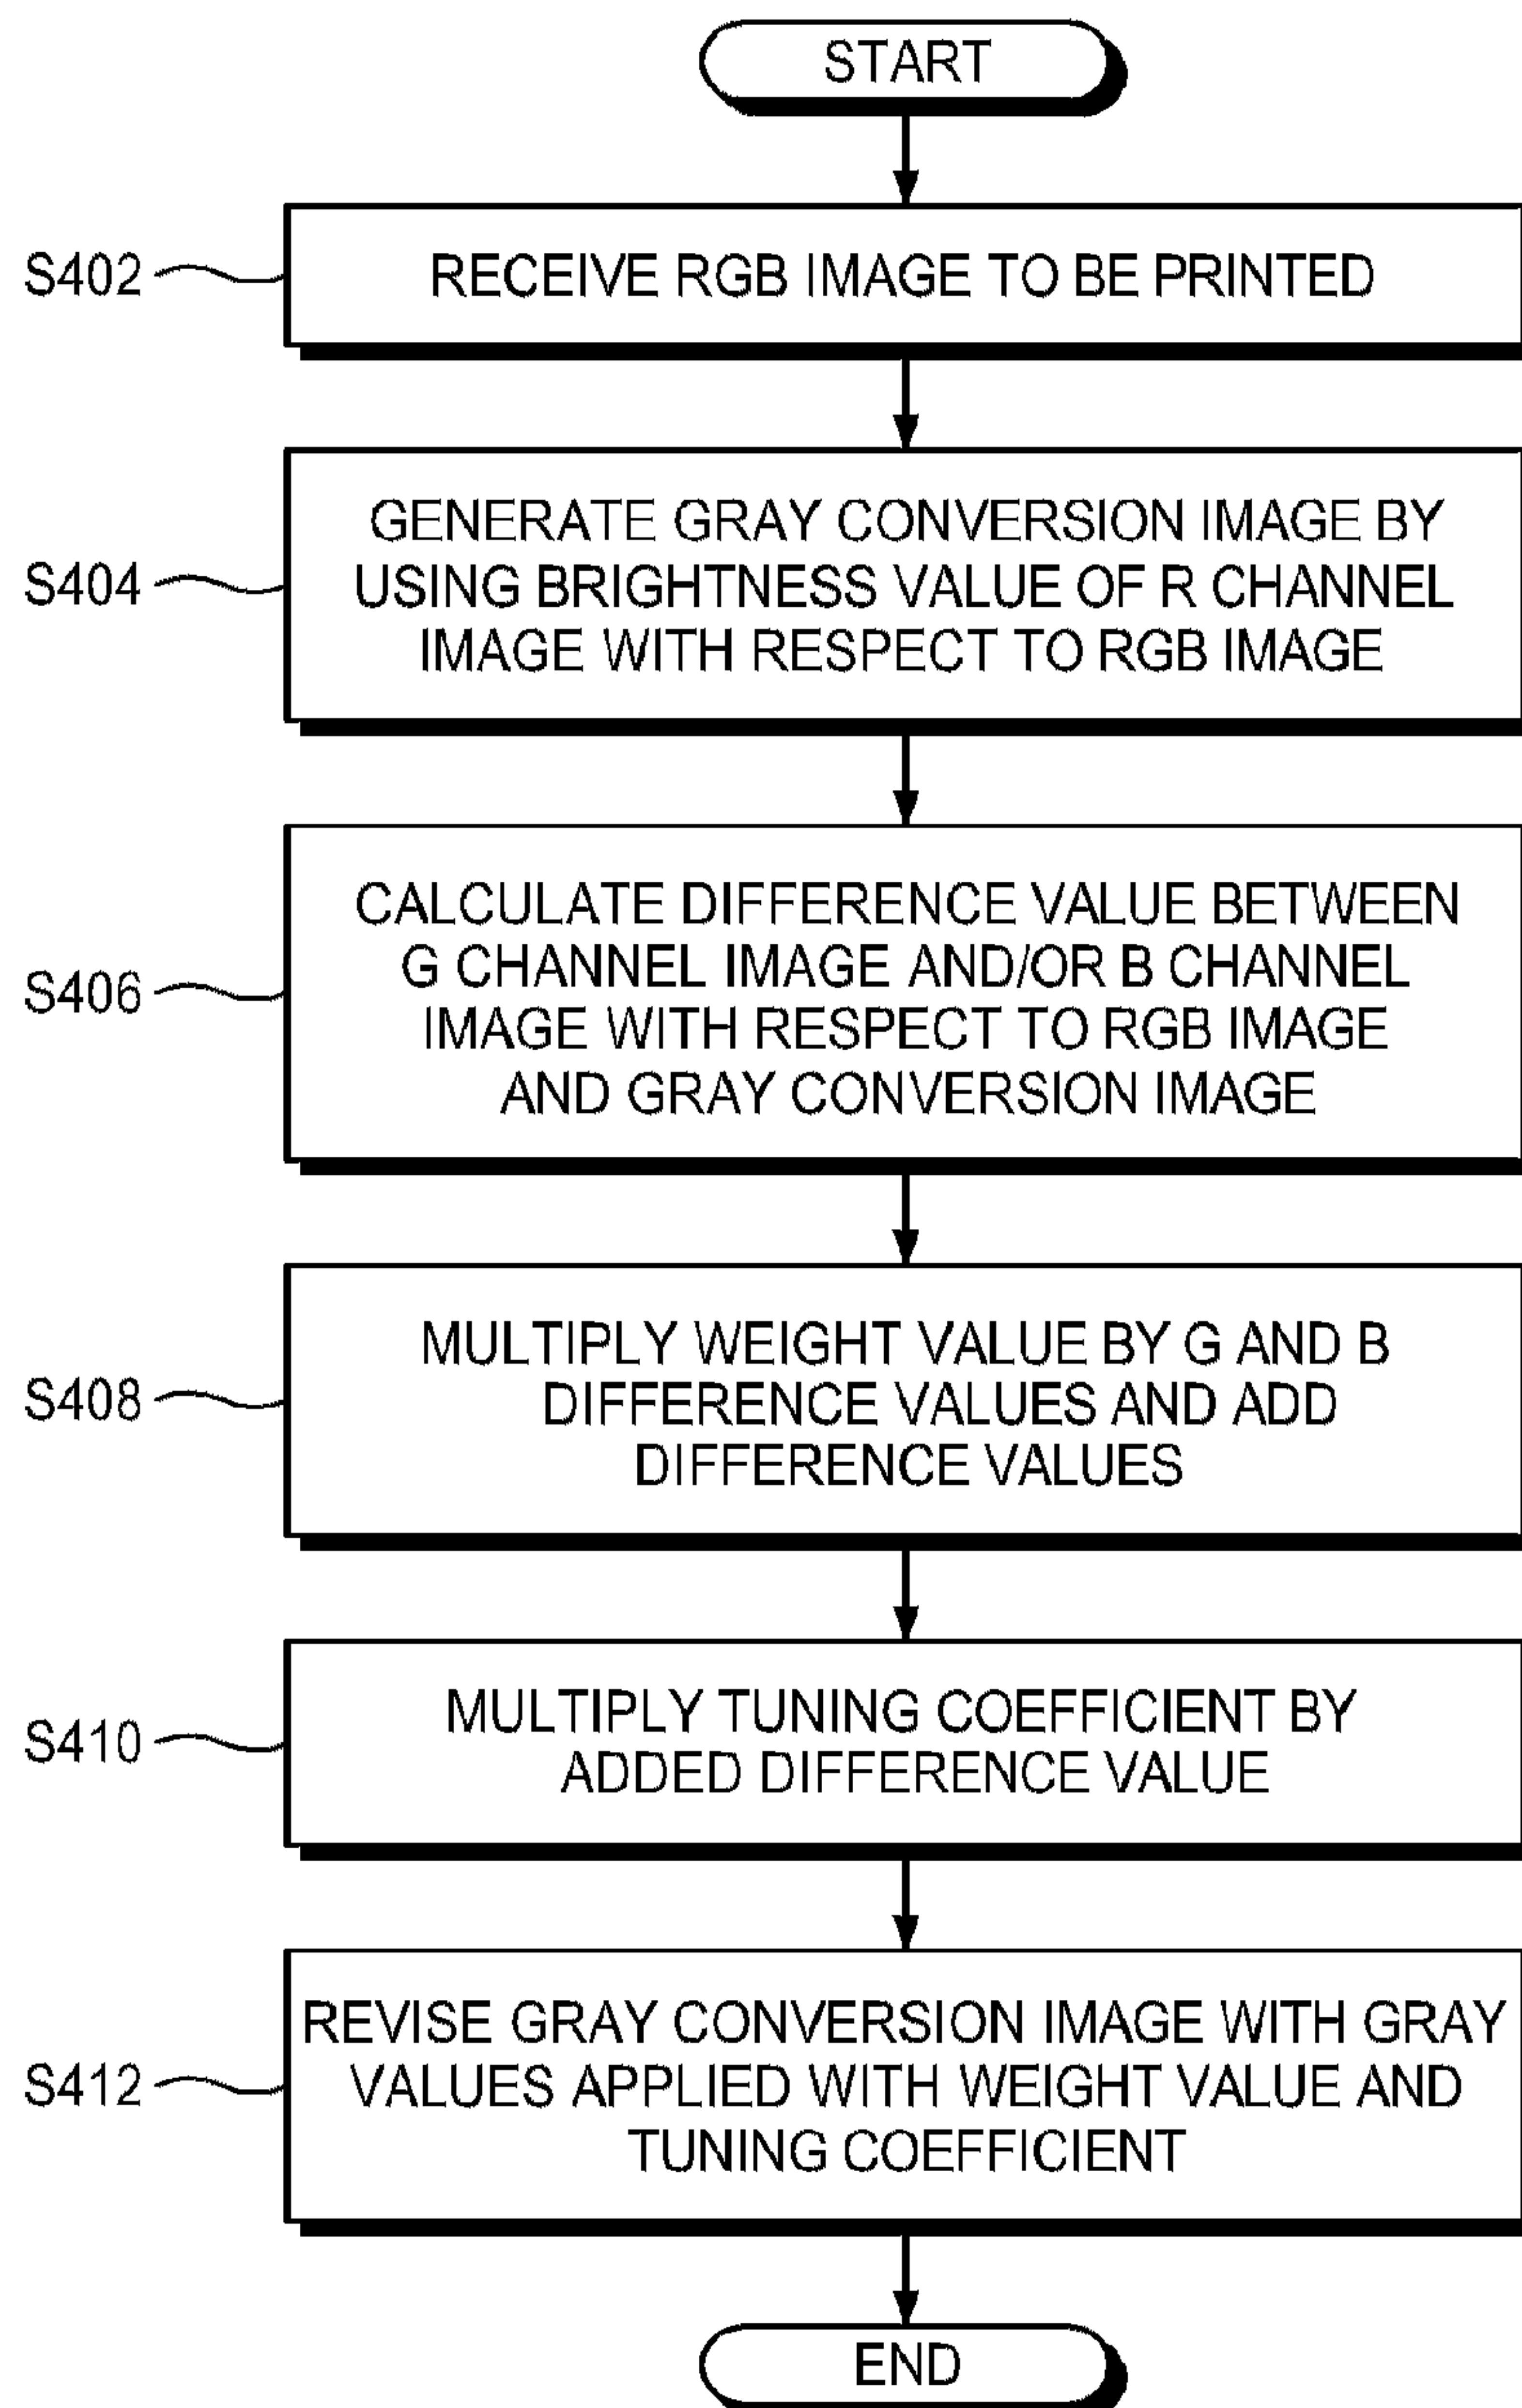 START
S402
RECEIVE RGB IMAGE TO BE PRINTED
S404
GENERATE GRAY CONVERSION IMAGE BY
USING BRIGHTNESS VALUE OF R CHANNEL
IMAGE WITH RESPECT TO RGB IMAGE
S406
CALCULATE DIFFERENCE VALUE BETWEEN
G CHANNEL IMAGE AND/OR B CHANNEL
IMAGE WITH RESPECT TO RGB IMAGE
AND GRAY CONVERSION IMAGE
S408
MULTIPLY WEIGHT VALUE BY G AND B
DIFFERENCE VALUES AND ADD
DIFFERENCE VALUES
S410
MULTIPLY TUNING COEFFICIENT BY
ADDED DIFFERENCE VALUE
S412
REVISE GRAY CONVERSION IMAGE WITH GRAY
VALUES APPLIED WITH WEIGHT VALUE AND
TUNING COEFFICIENT
END